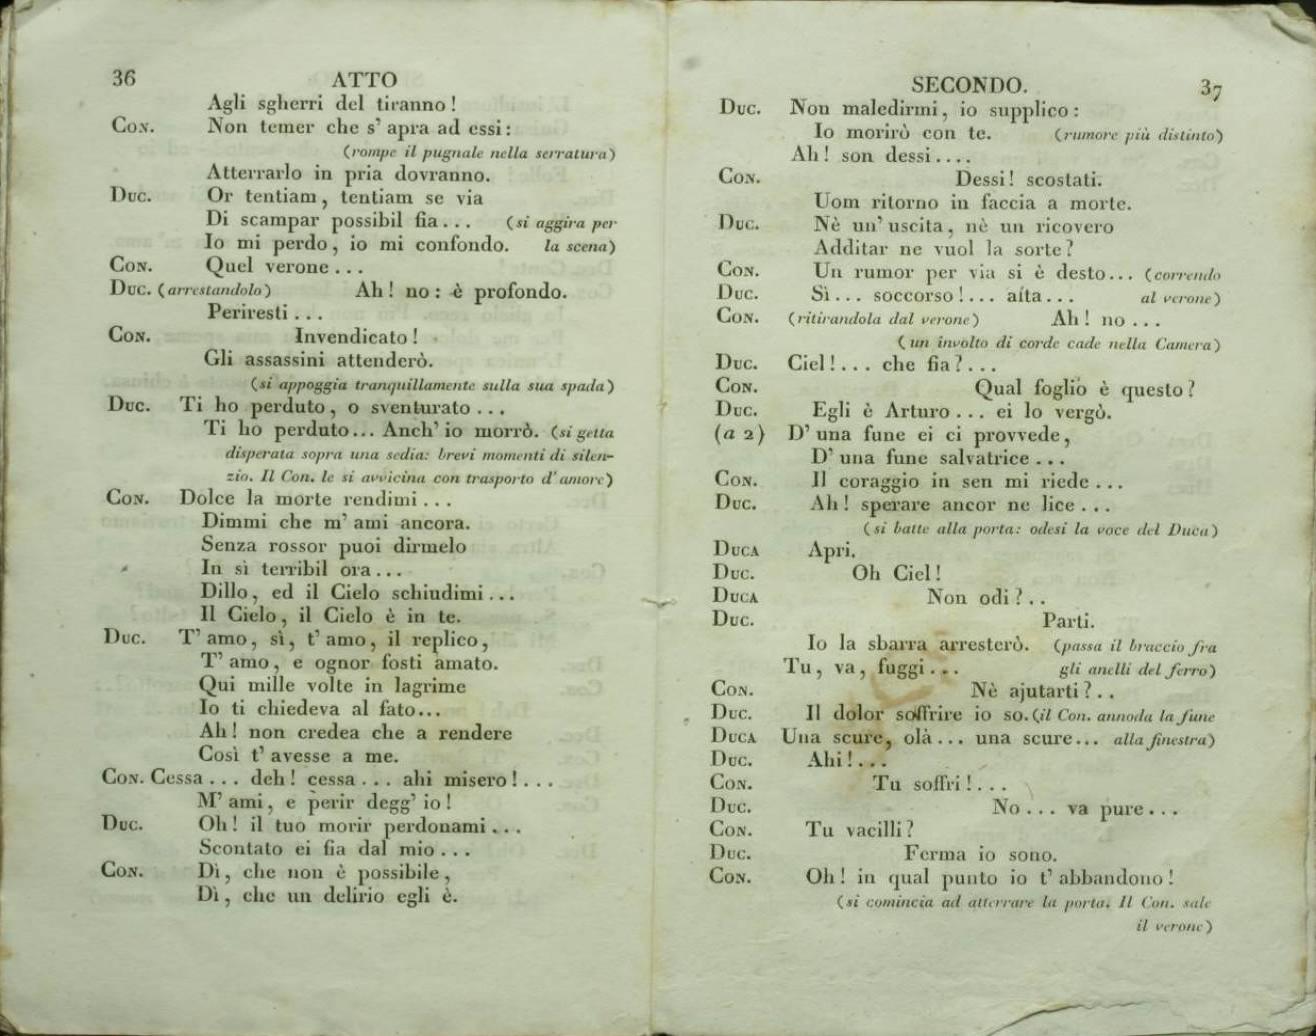 36 ATTO
Agli sgherri del tiranno!
Con. Non temer che s' apra ad essi:
(rompe il pugnale nella serratura)
Atterrarlo in pria dovranno.
Duc. Or tentiam, tentiam se via
Di scampar possibil fia... (si aggira per
Io mi perdo, io mi confondo. la scena)
Con. Quel verone...
Duc. (arrestandolo) Ah! no: è profondo.
Periresti...
Con. Invendicato!
Gli assassini attenderò.
(si appoggia tranquillamente sulla sua spada)
Duc. Ti ho perduto, o sventurato...
Ti ho perduto... Anch' io morrò. (si getta
disperata sopra una sedia: brevi momenti di silen-
zio. Il Con. le si avvicina con trasporto d' amore)
Con. Dolce la morte rendimi...
Dimmi che m' ami ancora.
Senza rossor puoi dirmelo
In sì terribil ora...
Dillo, ed il Cielo schiudimi...
Il Cielo, il Cielo è in te.
Duc. T' amo, sì, t' amo, il replico,
T' amo, e ognor fosti amato.
Qui mille volte in lagrime
Io ti chiedeva al fato...
Ah! non credea che a rendere
Così t' avesse a me.
Con. Cessa... deh! cessa... ahi misero!...
M' ami, e perir degg' io!
Duc. Oh! il tuo morir perdonami...
Scontato ei fia dal mio...
Con. Dì, che non è possibile,
Dì, che un delirio egli è.
SECONDO. 37
Duc. Non maledirmi, io supplico:
Io morirò con te. (rumore più distinto)
Ah! son dessi....
Con. Dessi! scostati.
Uom ritorno in faccia a morte.
Duc. Nè un' uscita, nè un ricovero
Additar ne vuol la sorte?
Con. Un rumor per via si è desto... (correndo
Duc. Sì... soccorso!... aíta... al verone)
Con. (ritirandola dal verone) Ah! no...
(un involto di corde cade nella Camera)
Duc. Ciel!... che fia?...
Con. Qual foglio è questo?
Duc. Egli è Arturo... ei lo vergò.
(a 2) D' una fune ei ci provvede,
D' una fune salvatrice...
Con. Il coraggio in sen mi riede...
Duc. Ah! sperare ancor ne lice...
(si batte alla porta: odesi la voce del Duca)
Duca Apri.
Duc. Oh Ciel!
Duca Non odi?..
Duc. Parti.
Io la sbarra arresterò. (passa il braccio fra
Tu, va, fuggi... gli anelli del ferro)
Con. Nè ajutarti?..
Duc. Il dolor soffrire io so. (il Con. annoda la fune
Duca Una scure, olà... una scure... alla finestra)
Duc. Ahi!...
Con. Tu soffri!...
Duc. No... va pure...
Con. Tu vacilli?
Duc. Ferma io sono.
Con. Oh! in qual punto io t' abbandono!
(si comincia ad atterrare la porta. Il Con. sale
il verone)